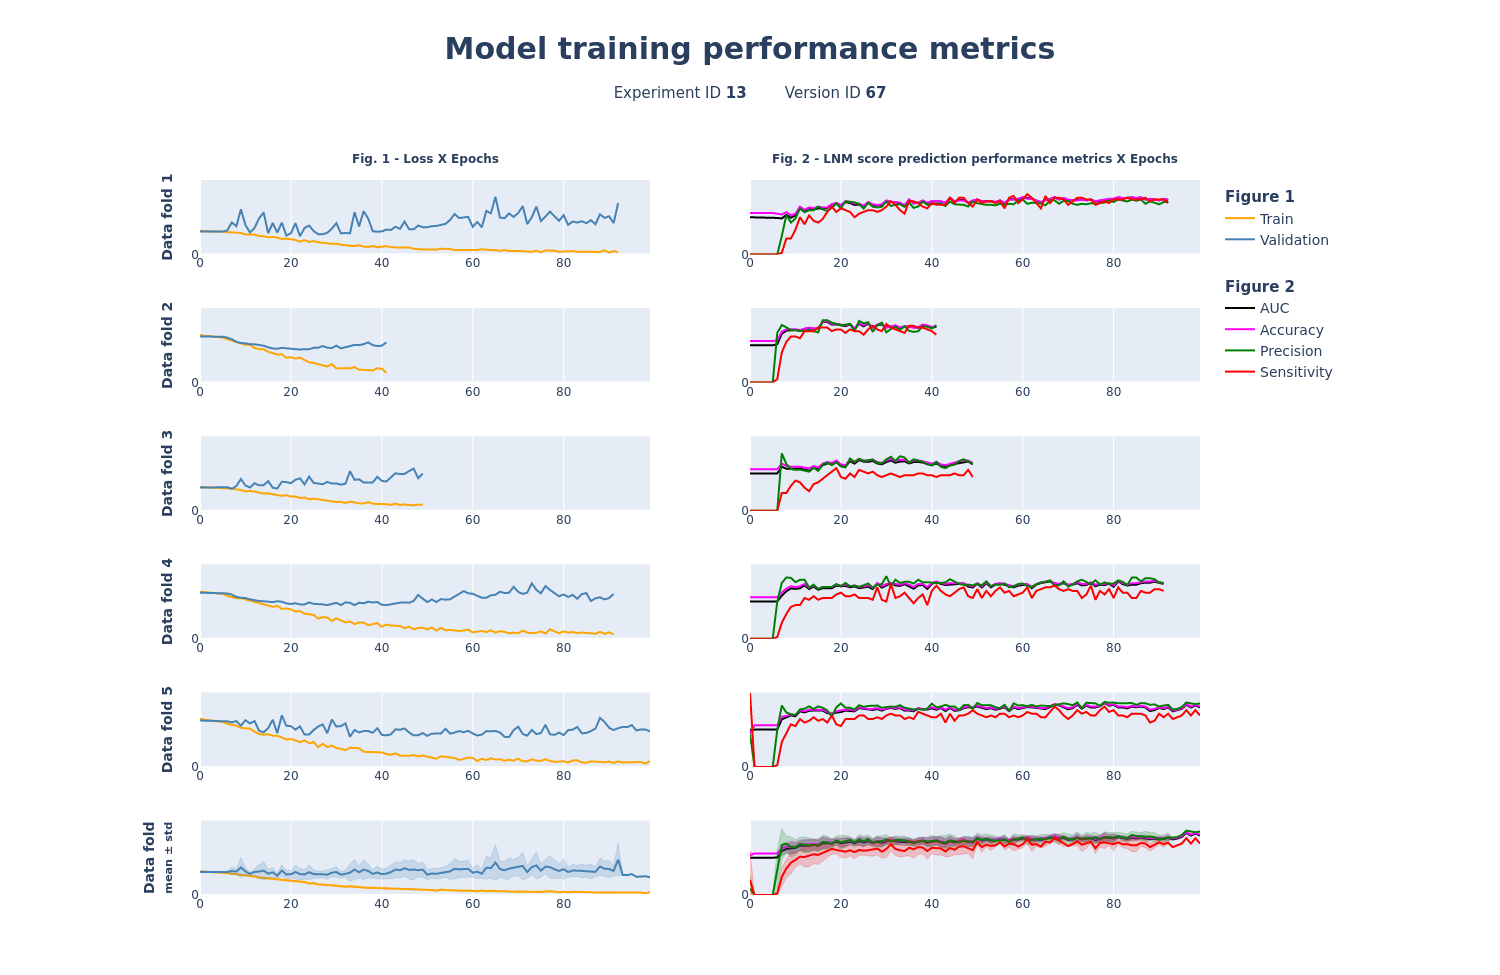 Model training performance metrics
Experiment ID 13 Version ID 67
Fig. 1 - Loss X Epochs
Fig. 2 - LNM score prediction performance metrics X Epochs
Data fold 1
0
0 20 40 60 80
0
0 20 40 60 80
Data fold 2
0
0 20 40 60 80
0
0 20 40 60 80
Data fold 3
0
0 20 40 60 80
0
0 20 40 60 80
Data fold 4
0
0 20 40 60 80
0
0 20 40 60 80
Data fold 5
0
0 20 40 60 80
0
0 20 40 60 80
Data fold
mean ± std
0
0 20 40 60 80
0
0 20 40 60 80
Figure 1
Train
Validation
Figure 2
AUC
Accuracy
Precision
Sensitivity